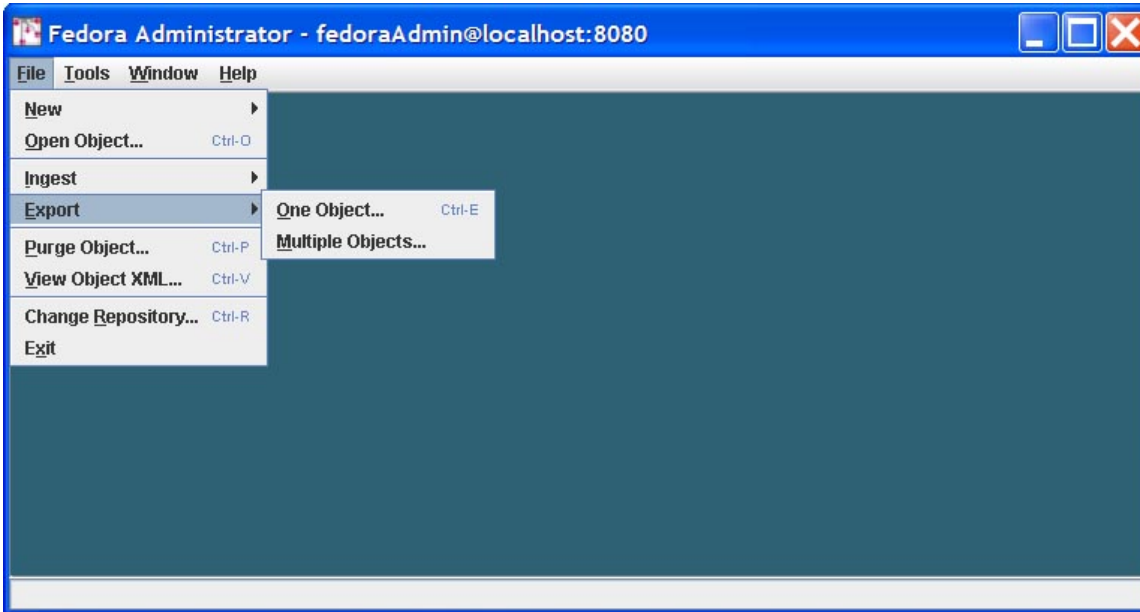 Fedora Administrator - fedoraAdmin@localhost:8080
File Tools Window Help
New
Open Object... Ctrl-O
Ingest
Export
One Object... Ctrl-E
Multiple Objects...
Purge Object... Ctrl-P
View Object XML... Ctrl-V
Change Repository... Ctrl-R
Exit